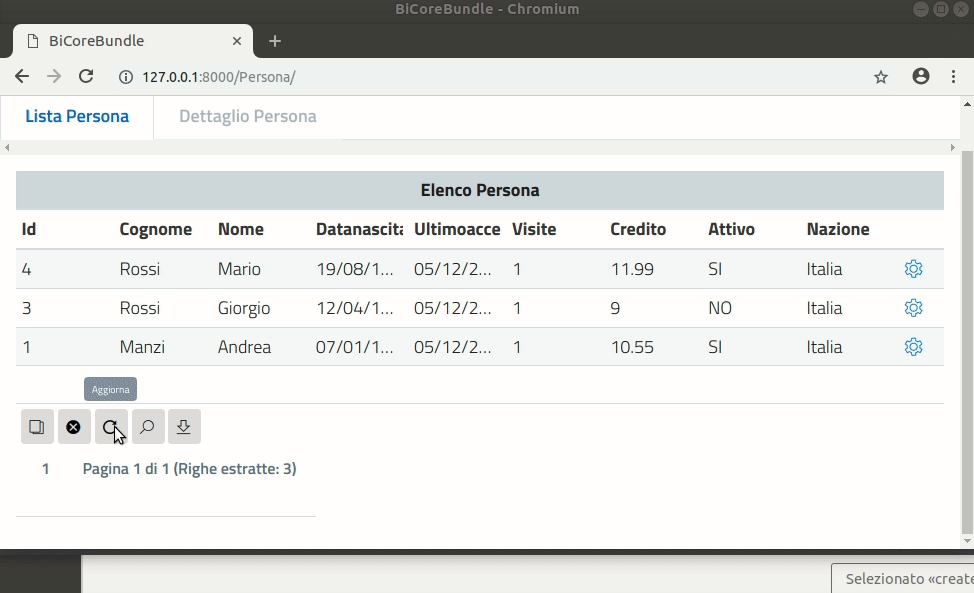 BiCoreBundle - Chromium
BiCoreBundle
127.0.0.1:8000/Persona/
Lista Persona Dettaglio Persona
Elenco Persona
Id Cognome Nome Datanascita Ultimoacce Visite Credito Attivo Nazione
4 Rossi Mario 19/08/1... 05/12/2... 1 11.99 SI Italia
3 Rossi Giorgio 12/04/1... 05/12/2... 1 9 NO Italia
1 Manzi Andrea 07/01/1... 05/12/2... 1 10.55 SI Italia
Aggiorna
1 Pagina 1 di 1 (Righe estratte: 3)
Selezionato «create